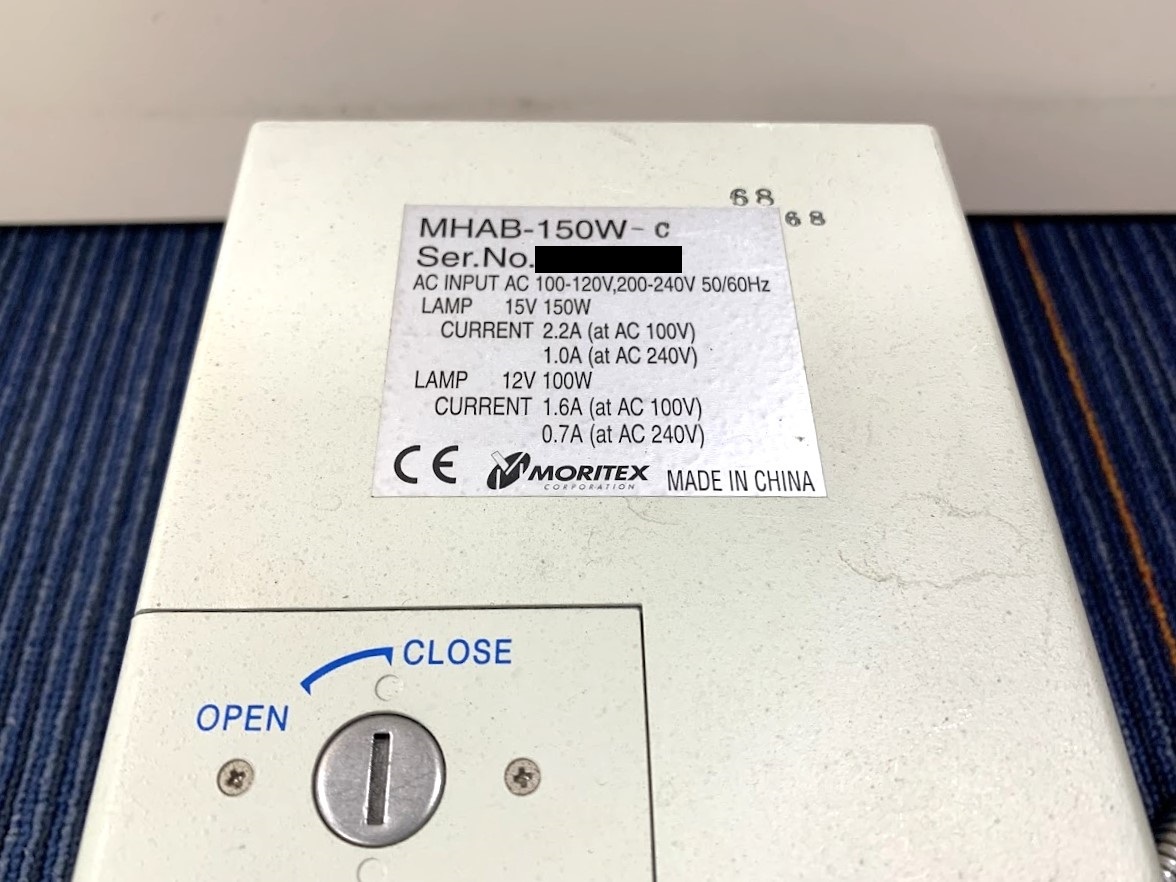 68
68
MHAB-150W-c
Ser.No.
AC INPUT AC 100-120V,200-240V 50/60Hz
LAMP 15V 150W
CURRENT 2.2A (at AC 100V)
1.0A (at AC 240V)
LAMP 12V 100W
CURRENT 1.6A (at AC 100V)
0.7A (at AC 240V)
CE MORITEX CORPORATION MADE IN CHINA
CLOSE
OPEN